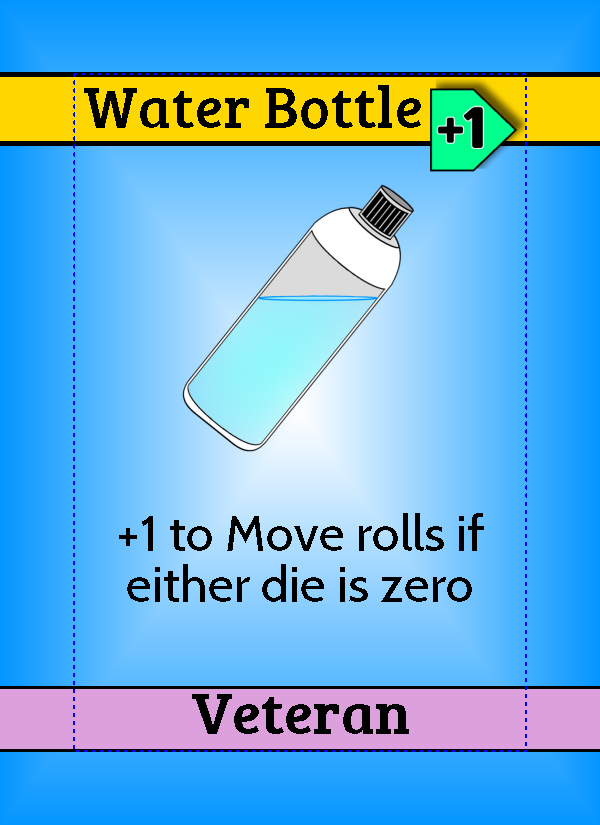 Water Bottle
+1
+1 to Move rolls if
either die is zero
Veteran